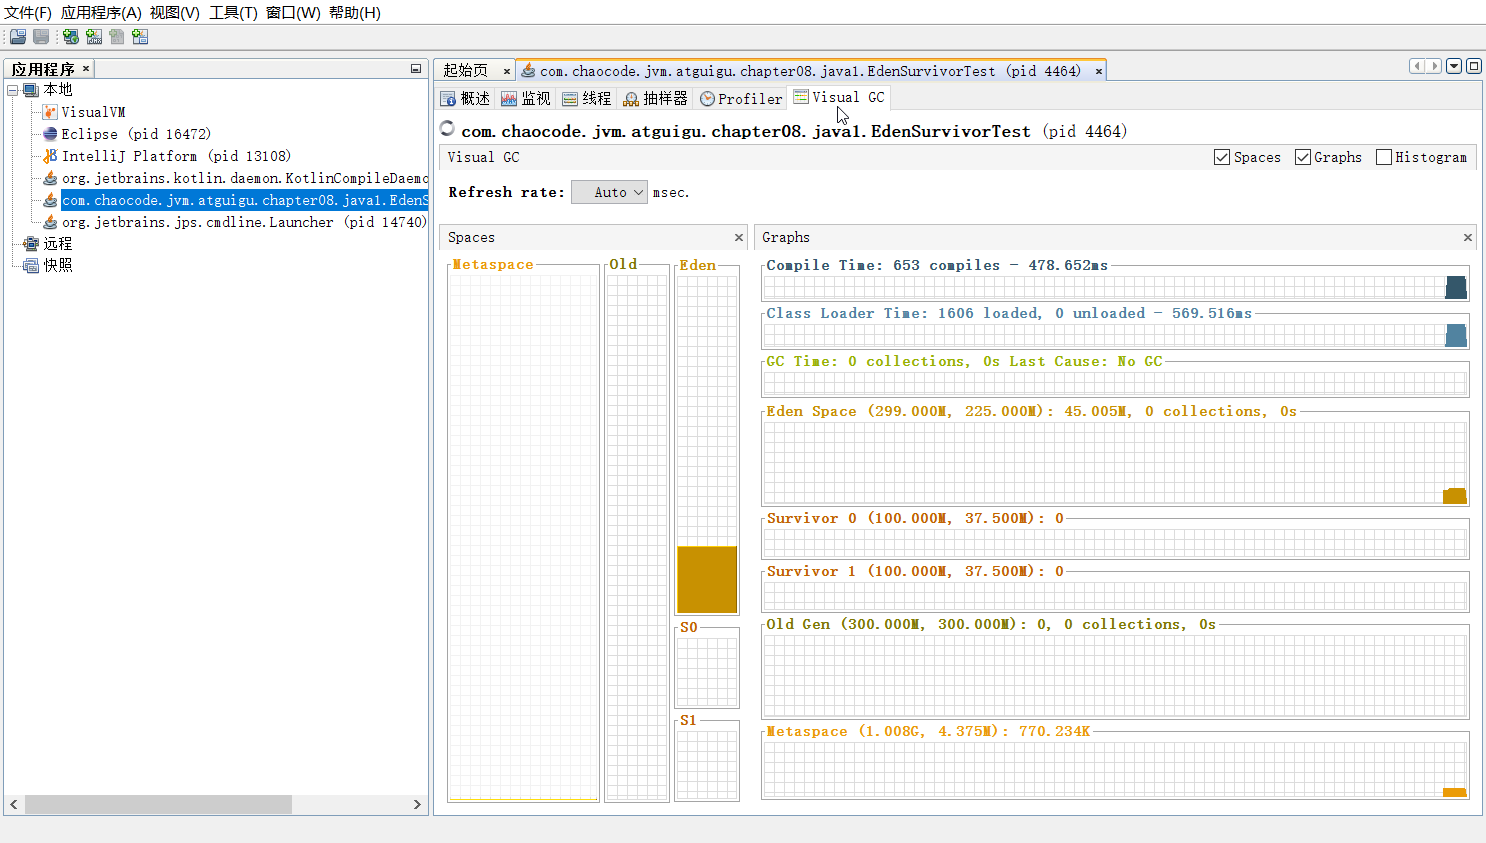 文件(F) 应用程序(A) 视图(V) 工具(T) 窗口(W) 帮助(H)
应用程序 ×
本地
VisualVM
Eclipse (pid 16472)
IntelliJ Platform (pid 13108)
org.jetbrains.kotlin.daemon.KotlinCompileDaemo
com.chaocode.jvm.atguigu.chapter08.java1.EdenS
org.jetbrains.jps.cmdline.Launcher (pid 14740)
远程
快照
起始页 × com.chaocode.jvm.atguigu.chapter08.java1.EdenSurvivorTest (pid 4464) ×
概述 监视 线程 抽样器 Profiler Visual GC
com.chaocode.jvm.atguigu.chapter08.java1.EdenSurvivorTest (pid 4464)
Visual GC Spaces Graphs Histogram
Refresh rate: Auto msec.
Spaces ×
Metaspace Old Eden
S0
S1
Graphs ×
Compile Time: 653 compiles - 478.652ms
Class Loader Time: 1606 loaded, 0 unloaded - 569.516ms
GC Time: 0 collections, 0s Last Cause: No GC
Eden Space (299.000M, 225.000M): 45.005M, 0 collections, 0s
Survivor 0 (100.000M, 37.500M): 0
Survivor 1 (100.000M, 37.500M): 0
Old Gen (300.000M, 300.000M): 0, 0 collections, 0s
Metaspace (1.008G, 4.375M): 770.234K